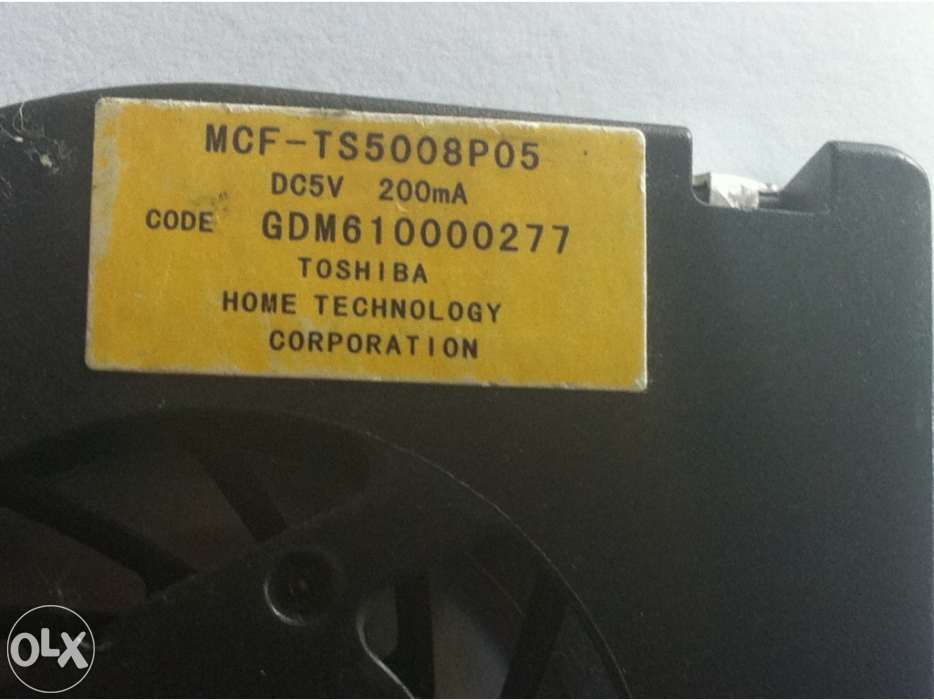 MCF-TS5008P05
DC5V 200mA
CODE GDM610000277
TOSHIBA
HOME TECHNOLOGY
CORPORATION
OLX